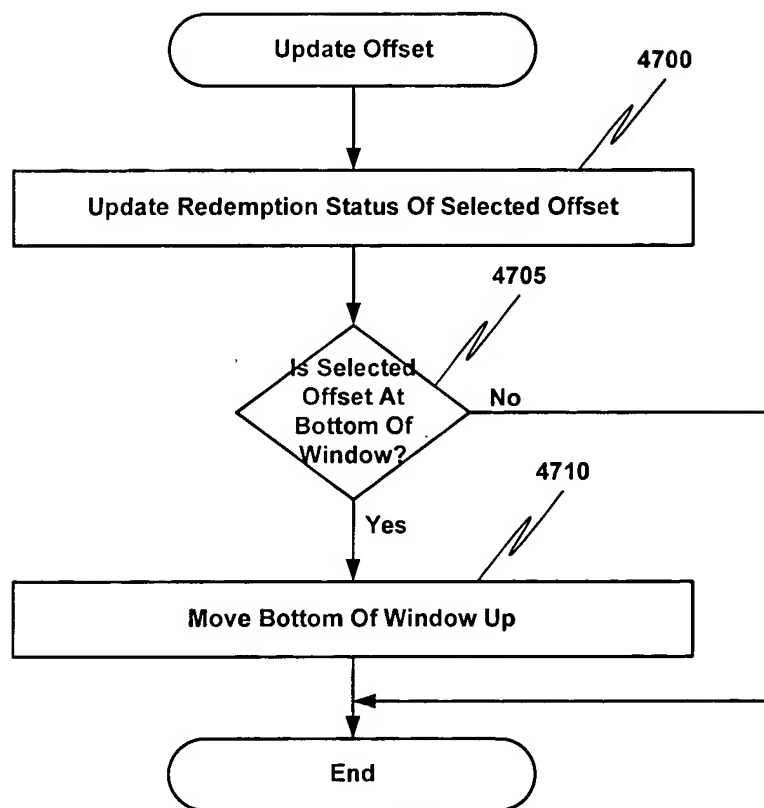 Update Offset
4700
Update Redemption Status Of Selected Offset
4705
Is Selected
Offset At
Bottom Of
Window?
No
4710
Yes
Move Bottom Of Window Up
End